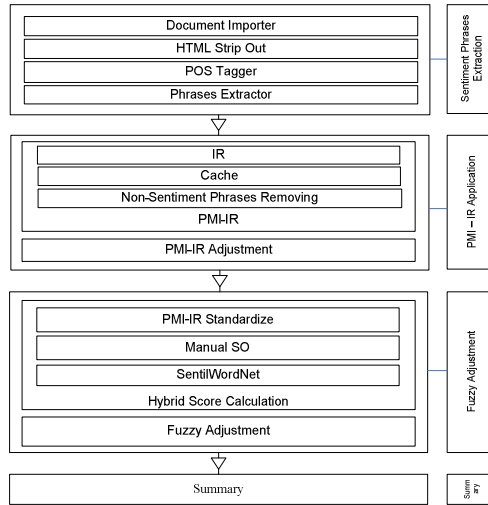 Document Importer
HTML Strip Out
POS Tagger
Phrases Extractor
Sentiment Phrases
Extraction
IR
Cache
Non-Sentiment Phrases Removing
PMI-IR
PMI-IR Adjustment
PMI – IR Application
PMI-IR Standardize
Manual SO
SentilWordNet
Hybrid Score Calculation
Fuzzy Adjustment
Fuzzy Adjustment
Summary
Summ
ary